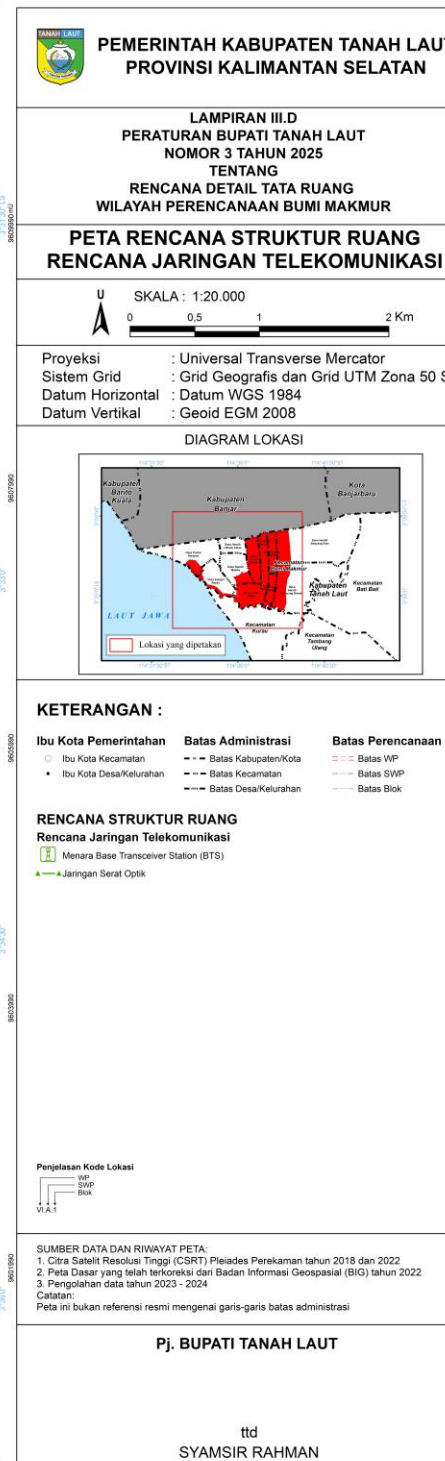 TANAH LAUT
PEMERINTAH KABUPATEN TANAH LAUT
PROVINSI KALIMANTAN SELATAN
LAMPIRAN III.D
PERATURAN BUPATI TANAH LAUT
NOMOR 3 TAHUN 2025
TENTANG
RENCANA DETAIL TATA RUANG
WILAYAH PERENCANAAN BUMI MAKMUR
PETA RENCANA STRUKTUR RUANG
RENCANA JARINGAN TELEKOMUNIKASI
U
SKALA : 1:20.000
0 0,5 1 2 Km
Proyeksi : Universal Transverse Mercator
Sistem Grid : Grid Geografis dan Grid UTM Zona 50 S
Datum Horizontal : Datum WGS 1984
Datum Vertikal : Geoid EGM 2008
DIAGRAM LOKASI
Kabupaten Barito Kuala
Kabupaten Banjar
Kota Banjarbaru
Kabupaten Tanah Laut
Kecamatan Bati Bati
LAUT JAWA
Kecamatan Kurau
Kecamatan Tambang Ulang
Lokasi yang dipetakan
KETERANGAN :
Ibu Kota Pemerintahan
Ibu Kota Kecamatan
Ibu Kota Desa/Kelurahan
Batas Administrasi
Batas Kabupaten/Kota
Batas Kecamatan
Batas Desa/Kelurahan
Batas Perencanaan
Batas WP
Batas SWP
Batas Blok
RENCANA STRUKTUR RUANG
Rencana Jaringan Telekomunikasi
Menara Base Transceiver Station (BTS)
Jaringan Serat Optik
Penjelasan Kode Lokasi
WP
SWP
Blok
VI.A.1
SUMBER DATA DAN RIWAYAT PETA:
1. Citra Satelit Resolusi Tinggi (CSRT) Pleiades Perekaman tahun 2018 dan 2022
2. Peta Dasar yang telah terkoreksi dari Badan Informasi Geospasial (BIG) tahun 2022
3. Pengolahan data tahun 2023 - 2024
Catatan:
Peta ini bukan referensi resmi mengenai garis-garis batas administrasi
Pj. BUPATI TANAH LAUT
ttd
SYAMSIR RAHMAN
9607990
9605990
9603990
9601990